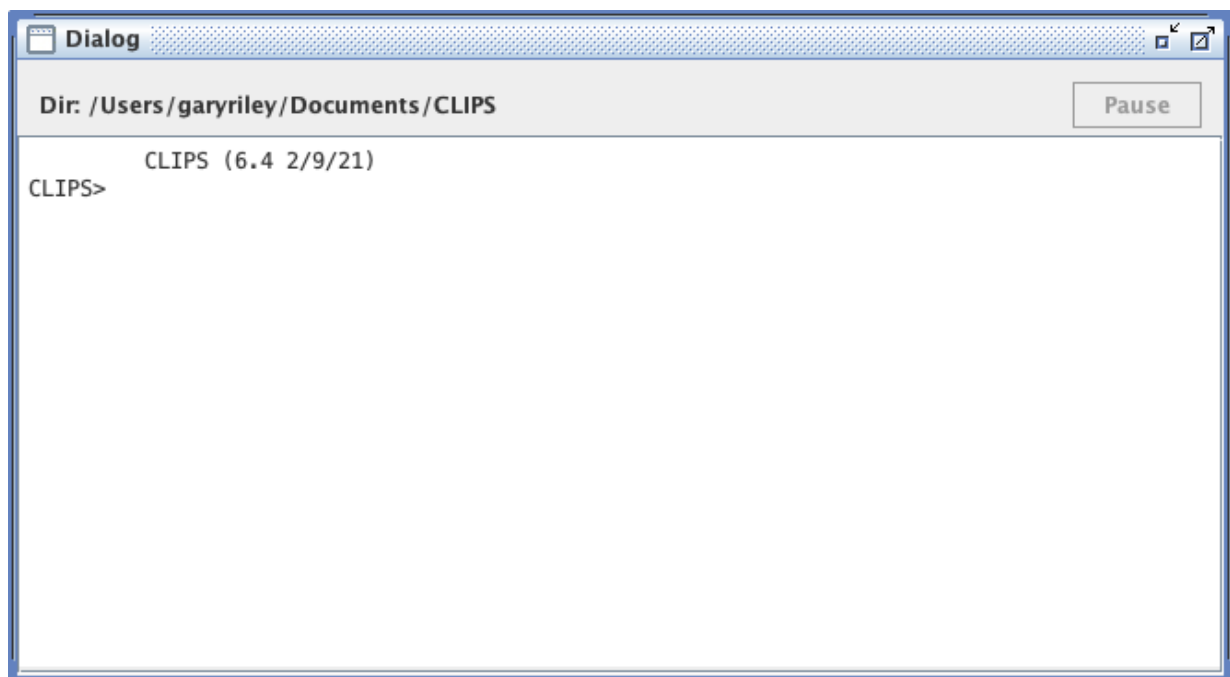 Dialog
Dir: /Users/garyriley/Documents/CLIPS
Pause
CLIPS (6.4 2/9/21)
CLIPS>